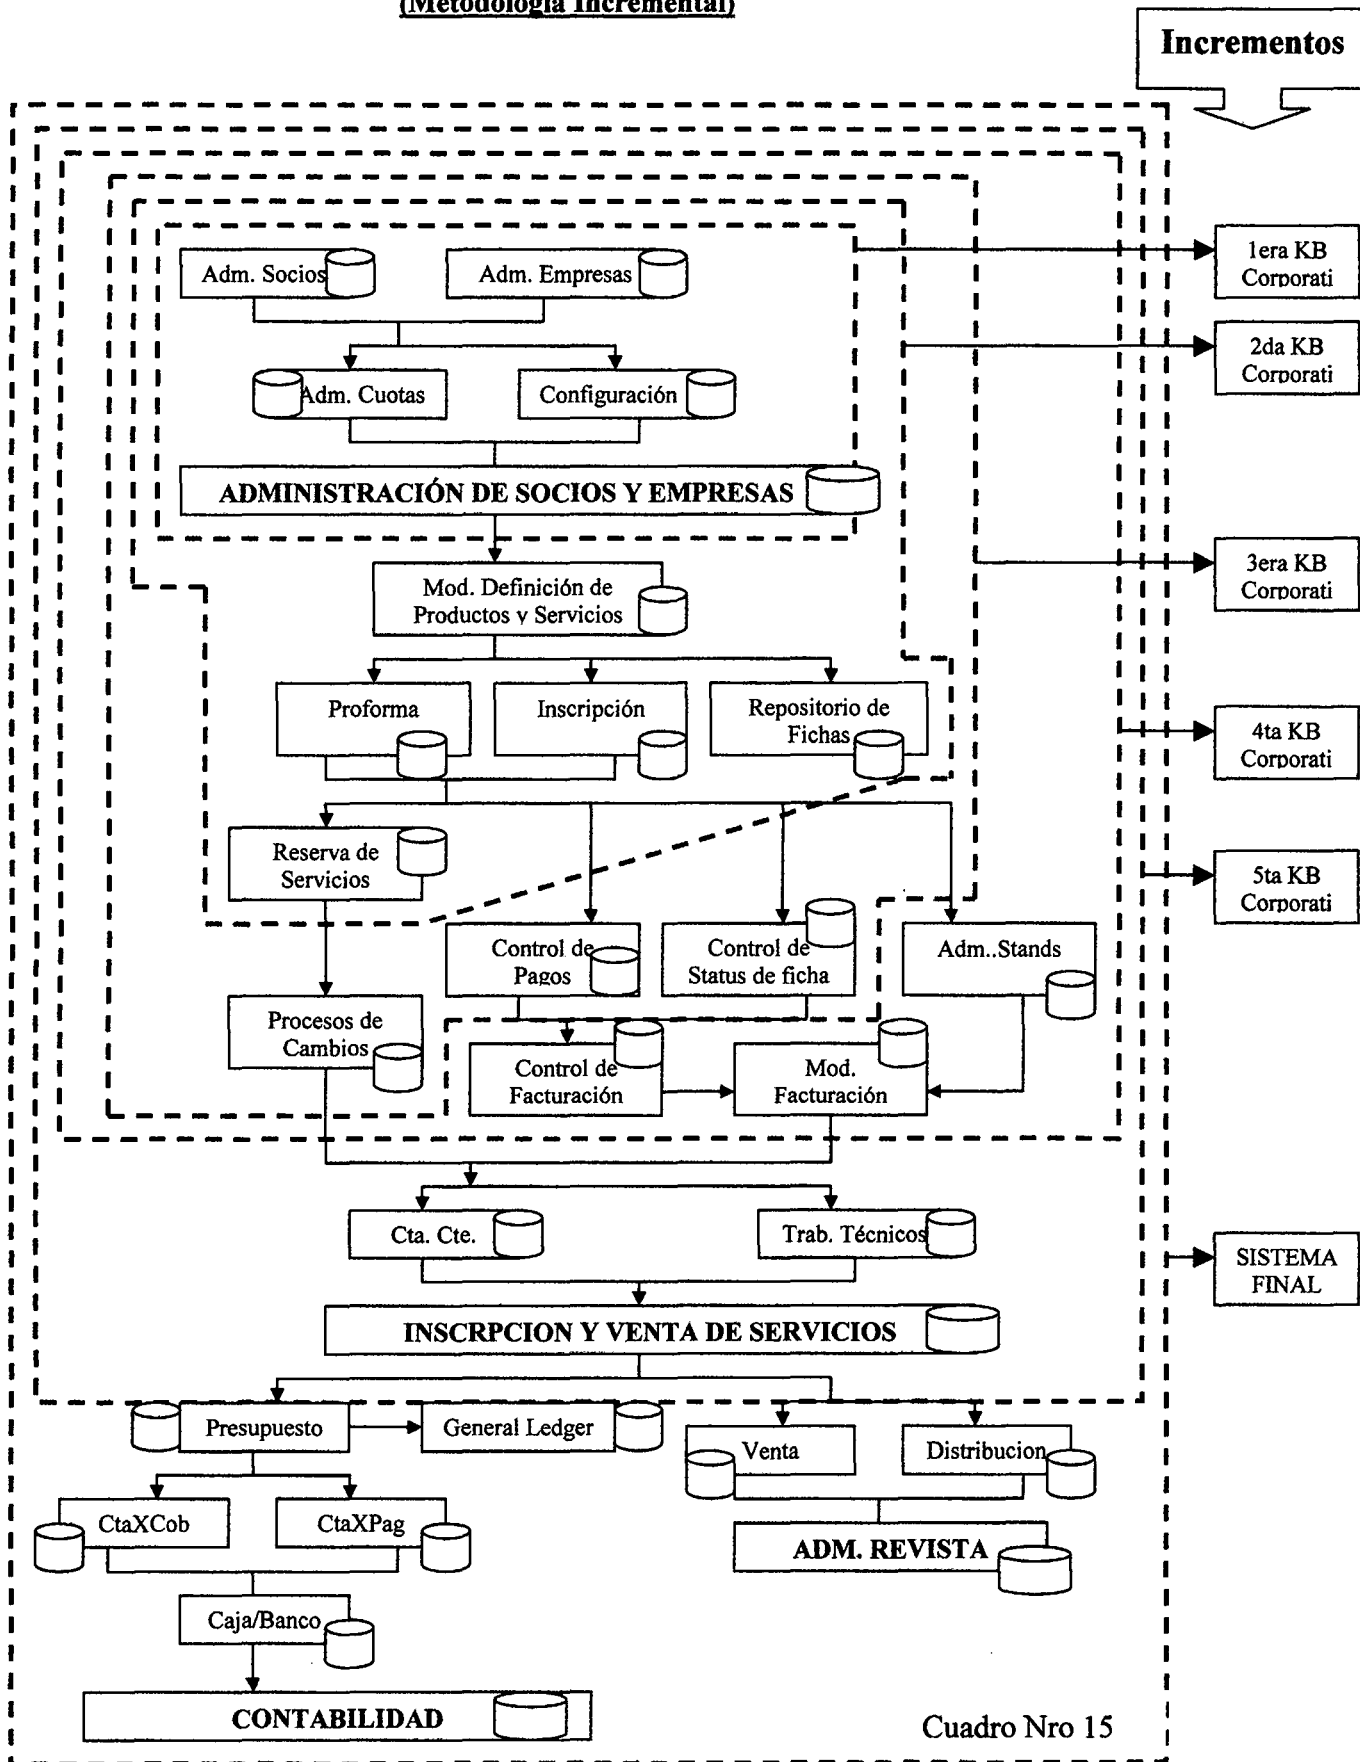 (Metodología Incremental)
Incrementos
Adm. Socios
Adm. Empresas
1era KB
Corporati
2da KB
Corporati
Adm. Cuotas
Configuración
ADMINISTRACIÓN DE SOCIOS Y EMPRESAS
Mod. Definición de
Productos y Servicios
3era KB
Corporati
Proforma
Inscripción
Repositorio de
Fichas
4ta KB
Corporati
Reserva de
Servicios
5ta KB
Corporati
Control de
Pagos
Control de
Status de ficha
Adm..Stands
Procesos de
Cambios
Control de
Facturación
Mod.
Facturación
Cta. Cte.
Trab. Técnicos
SISTEMA
FINAL
INSCRPCION Y VENTA DE SERVICIOS
Presupuesto
General Ledger
Venta
Distribucion
CtaXCob
CtaXPag
ADM. REVISTA
Caja/Banco
CONTABILIDAD
Cuadro Nro 15